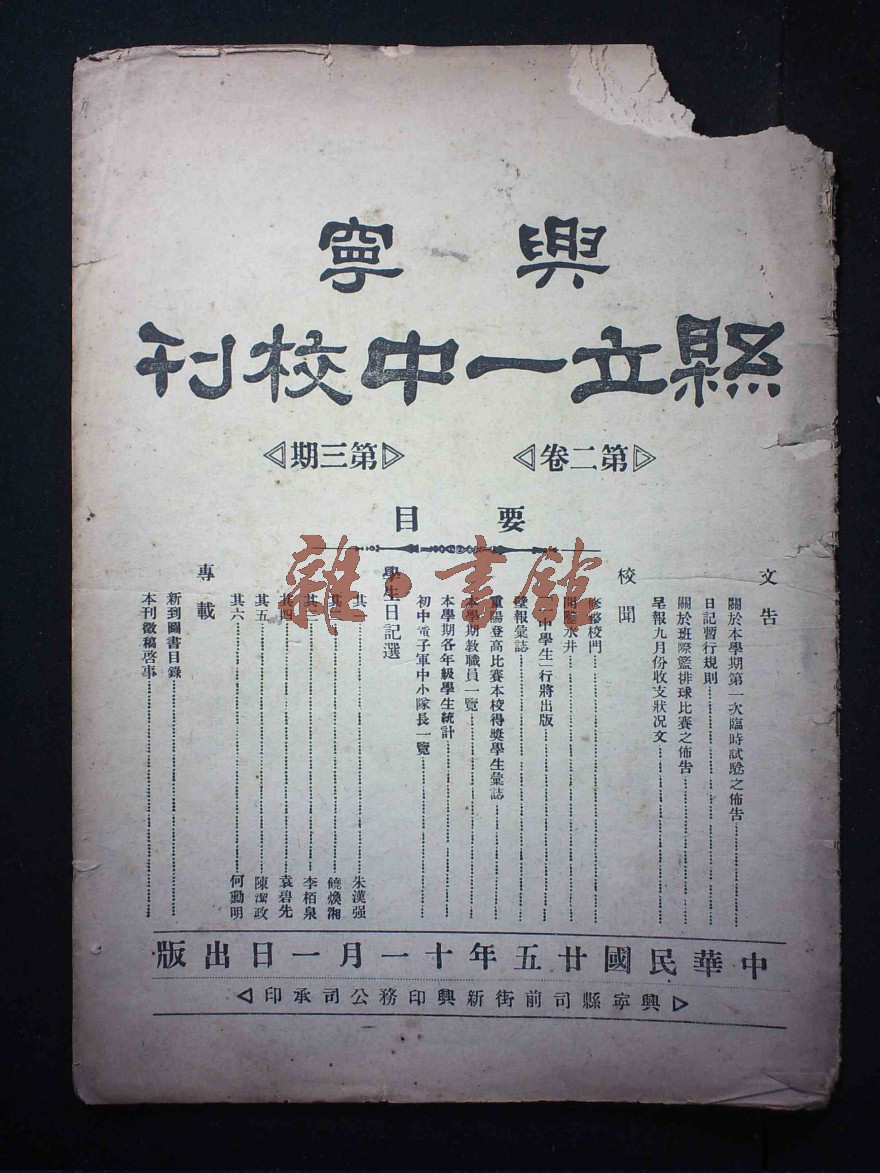 興寧
縣立一中校刊
第二卷
第三期
要目
文告
關於本學期第一次臨時試驗之佈告
日記暫行規則
關於班際籃排球比賽之佈告
呈報九月份收支狀况文
校聞
修葺校門
開鑿水井
中學生」行將出版
壁報彙誌
重陽登高比賽本校得獎學生彙誌
本學期教職員一覽
本學期各年級學生統計
初中童子軍中小隊長一覽
學生日記選
其一 朱漢强
其二 饒煥湘
其三 李栢泉
其四 袁碧先
其五 陳潔政
其六 何動明
專載
新到圖書目錄
本刊徵稿啓事
中華民國廿五年十一月一日出版
興寧縣司前街新興印務公司承印
雜·書館